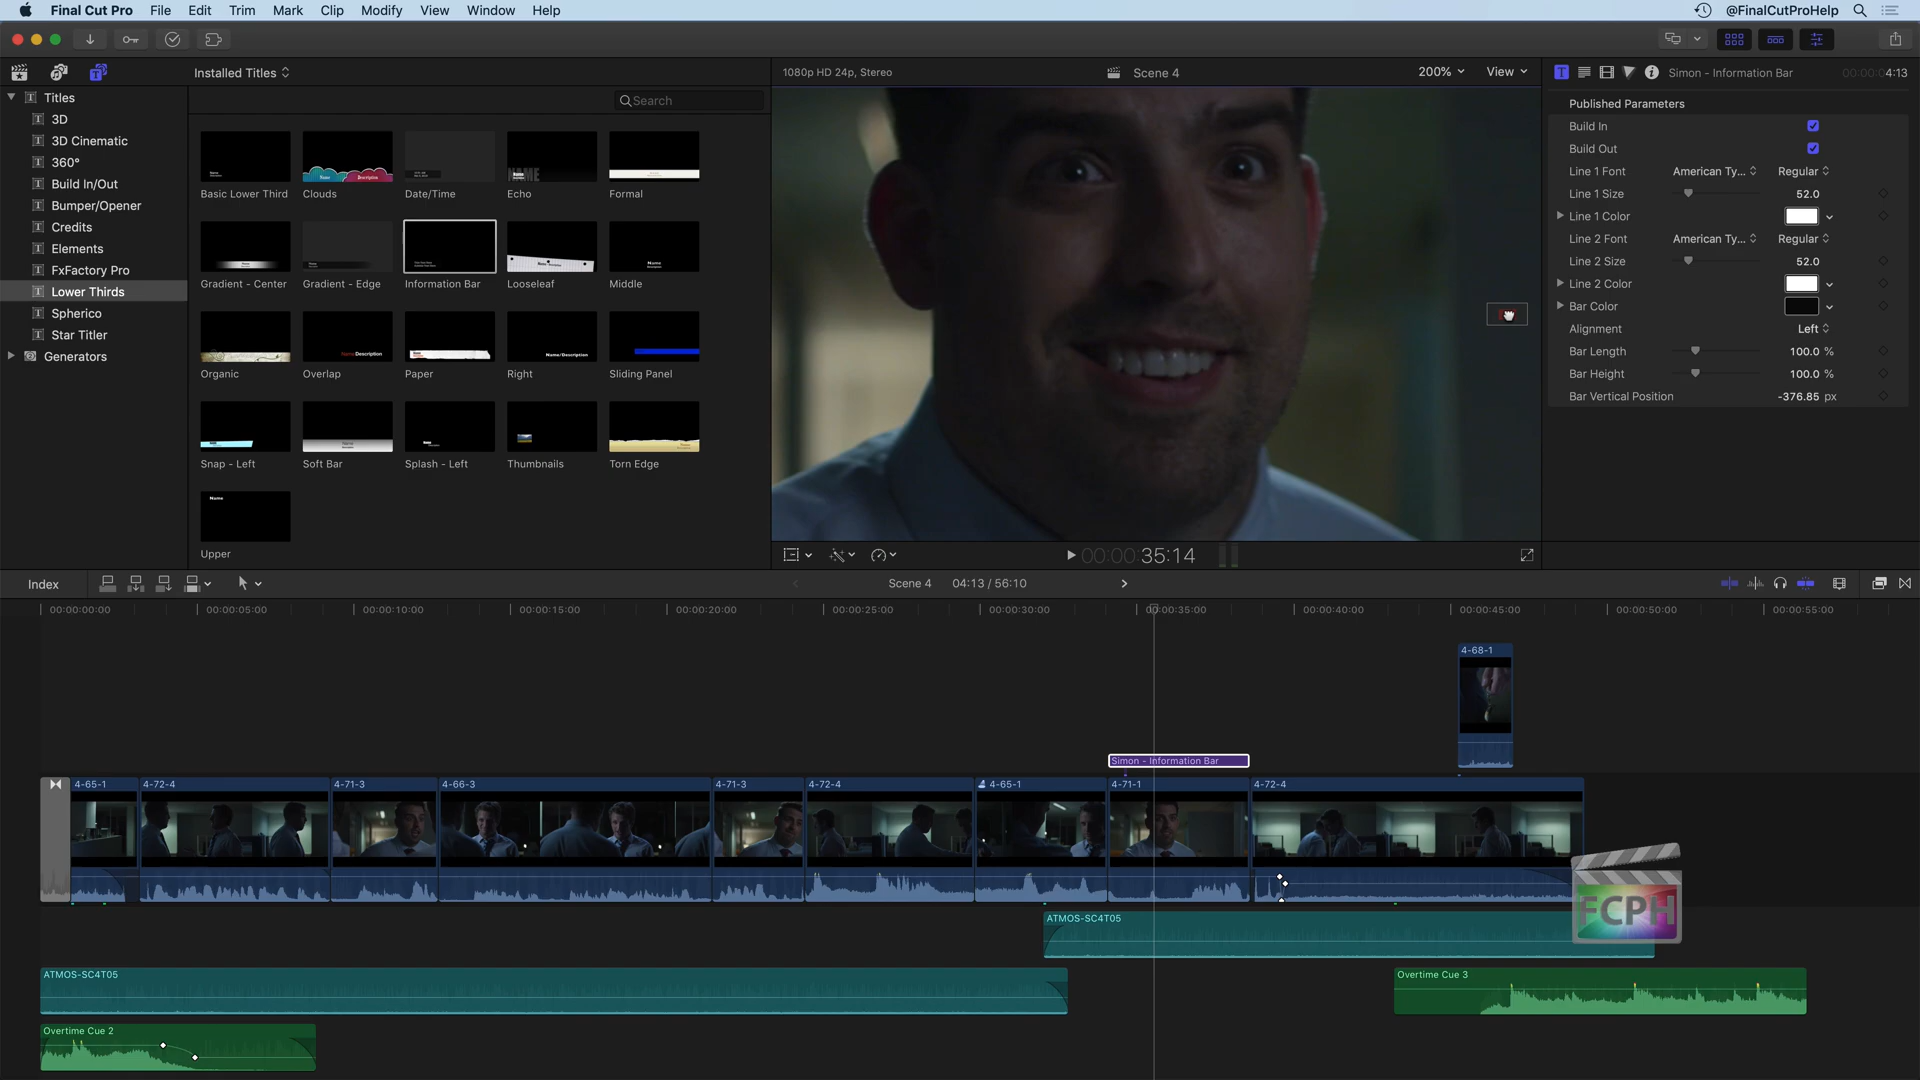 Final Cut Pro File Edit Trim Mark Clip Modify View Window Help @FinalCutProHelp
Installed Titles
1080p HD 24p, Stereo
Scene 4
200%
View
Simon - Information Bar
00:00:04:13
Titles
3D
3D Cinematic
360°
Build In/Out
Bumper/Opener
Credits
Elements
FxFactory Pro
Lower Thirds
Spherico
Star Titler
Generators
Search
Basic Lower Third
Clouds
Date/Time
Echo
Formal
Gradient - Center
Gradient - Edge
Information Bar
Looseleaf
Middle
Organic
Overlap
Paper
Right
Sliding Panel
Snap - Left
Soft Bar
Splash - Left
Thumbnails
Torn Edge
Upper
Published Parameters
Build In
Build Out
Line 1 Font American Ty... Regular
Line 1 Size 52.0
Line 1 Color
Line 2 Font American Ty... Regular
Line 2 Size 52.0
Line 2 Color
Bar Color
Alignment Left
Bar Length 100.0 %
Bar Height 100.0 %
Bar Vertical Position -376.85 px
00:00:35:14
Index
Scene 4 04:13 / 56:10
00:00:00:00 00:00:05:00 00:00:10:00 00:00:15:00 00:00:20:00 00:00:25:00 00:00:30:00 00:00:35:00 00:00:40:00 00:00:45:00 00:00:50:00 00:00:55:00
4-68-1
Simon - Information Bar
4-65-1 4-72-4 4-71-3 4-66-3 4-71-3 4-72-4 4-65-1 4-71-1 4-72-4
FCPH
ATMOS-SC4T05
ATMOS-SC4T05
Overtime Cue 3
Overtime Cue 2